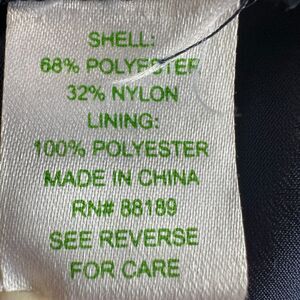 SHELL:
68% POLYESTER
32% NYLON
LINING:
100% POLYESTER
MADE IN CHINA
RN# 88189
SEE REVERSE
FOR CARE